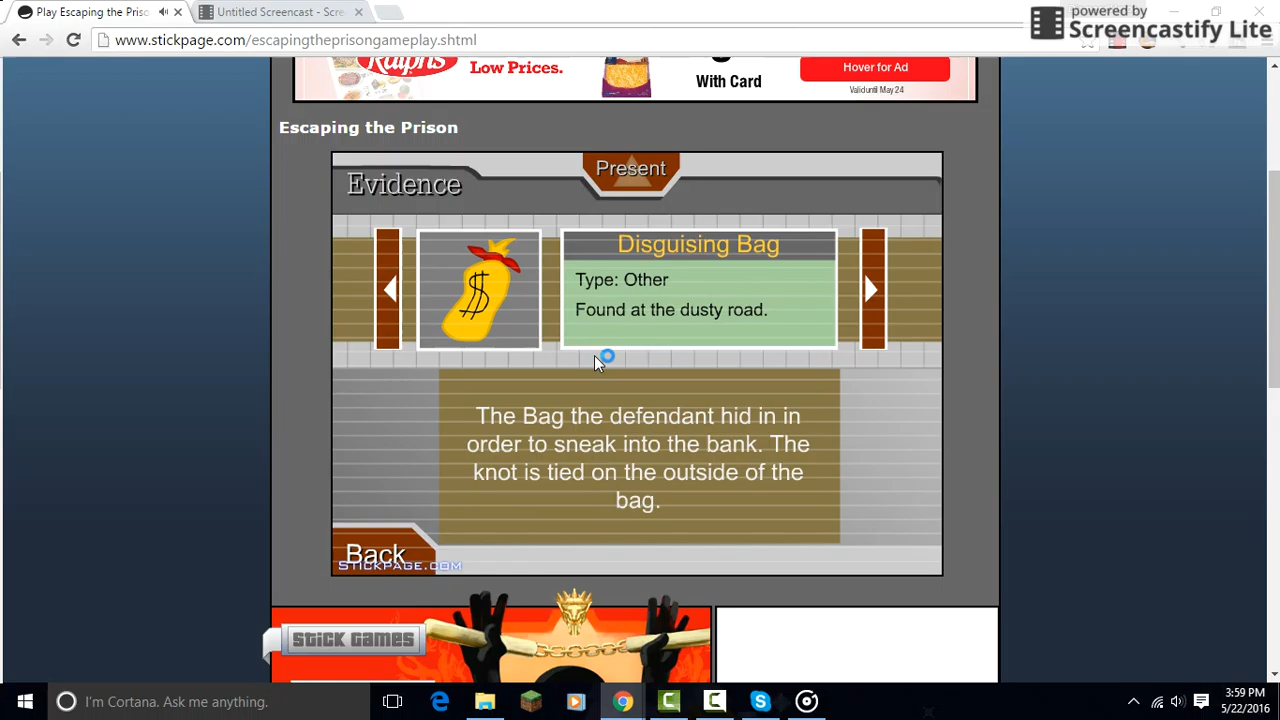 Play Escaping the Priso
Untitled Screencast - Scre
powered by
Screencastify Lite
www.stickpage.com/escapingtheprisongameplay.shtml
Ralphs
Low Prices.
With Card
Hover for Ad
Valid until May 24
Escaping the Prison
Evidence
Present
Disguising Bag
Type: Other
Found at the dusty road.
$
The Bag the defendant hid in in
order to sneak into the bank. The
knot is tied on the outside of the
bag.
Back
STICKPAGE.COM
STICK GAMES
I'm Cortana. Ask me anything.
3:59 PM
5/22/2016